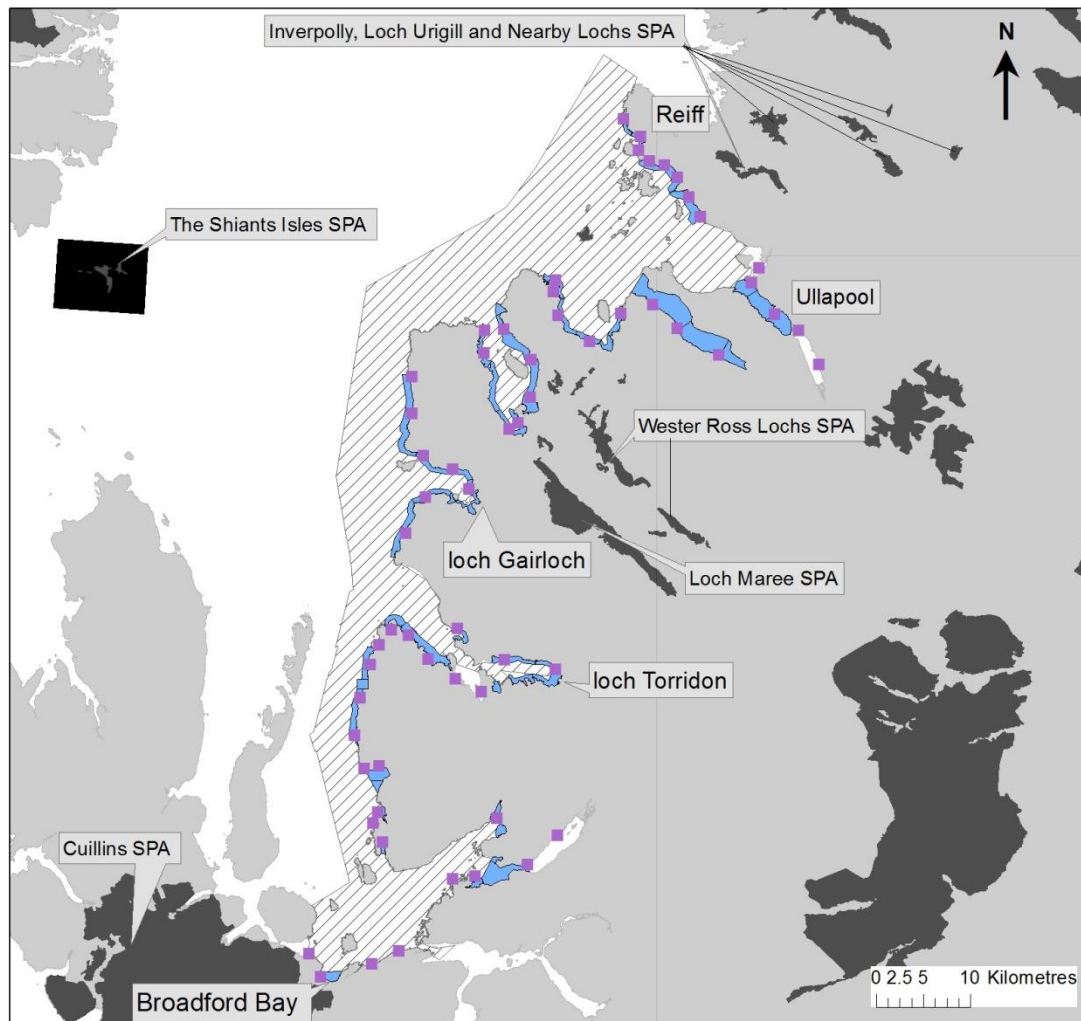 Inverpolly, Loch Urigill and Nearby Lochs SPA
N
Reiff
The Shiants Isles SPA
Ullapool
Wester Ross Lochs SPA
loch Gairloch
Loch Maree SPA
loch Torridon
Cuillins SPA
Broadford Bay
0 2.5 5 10 Kilometres